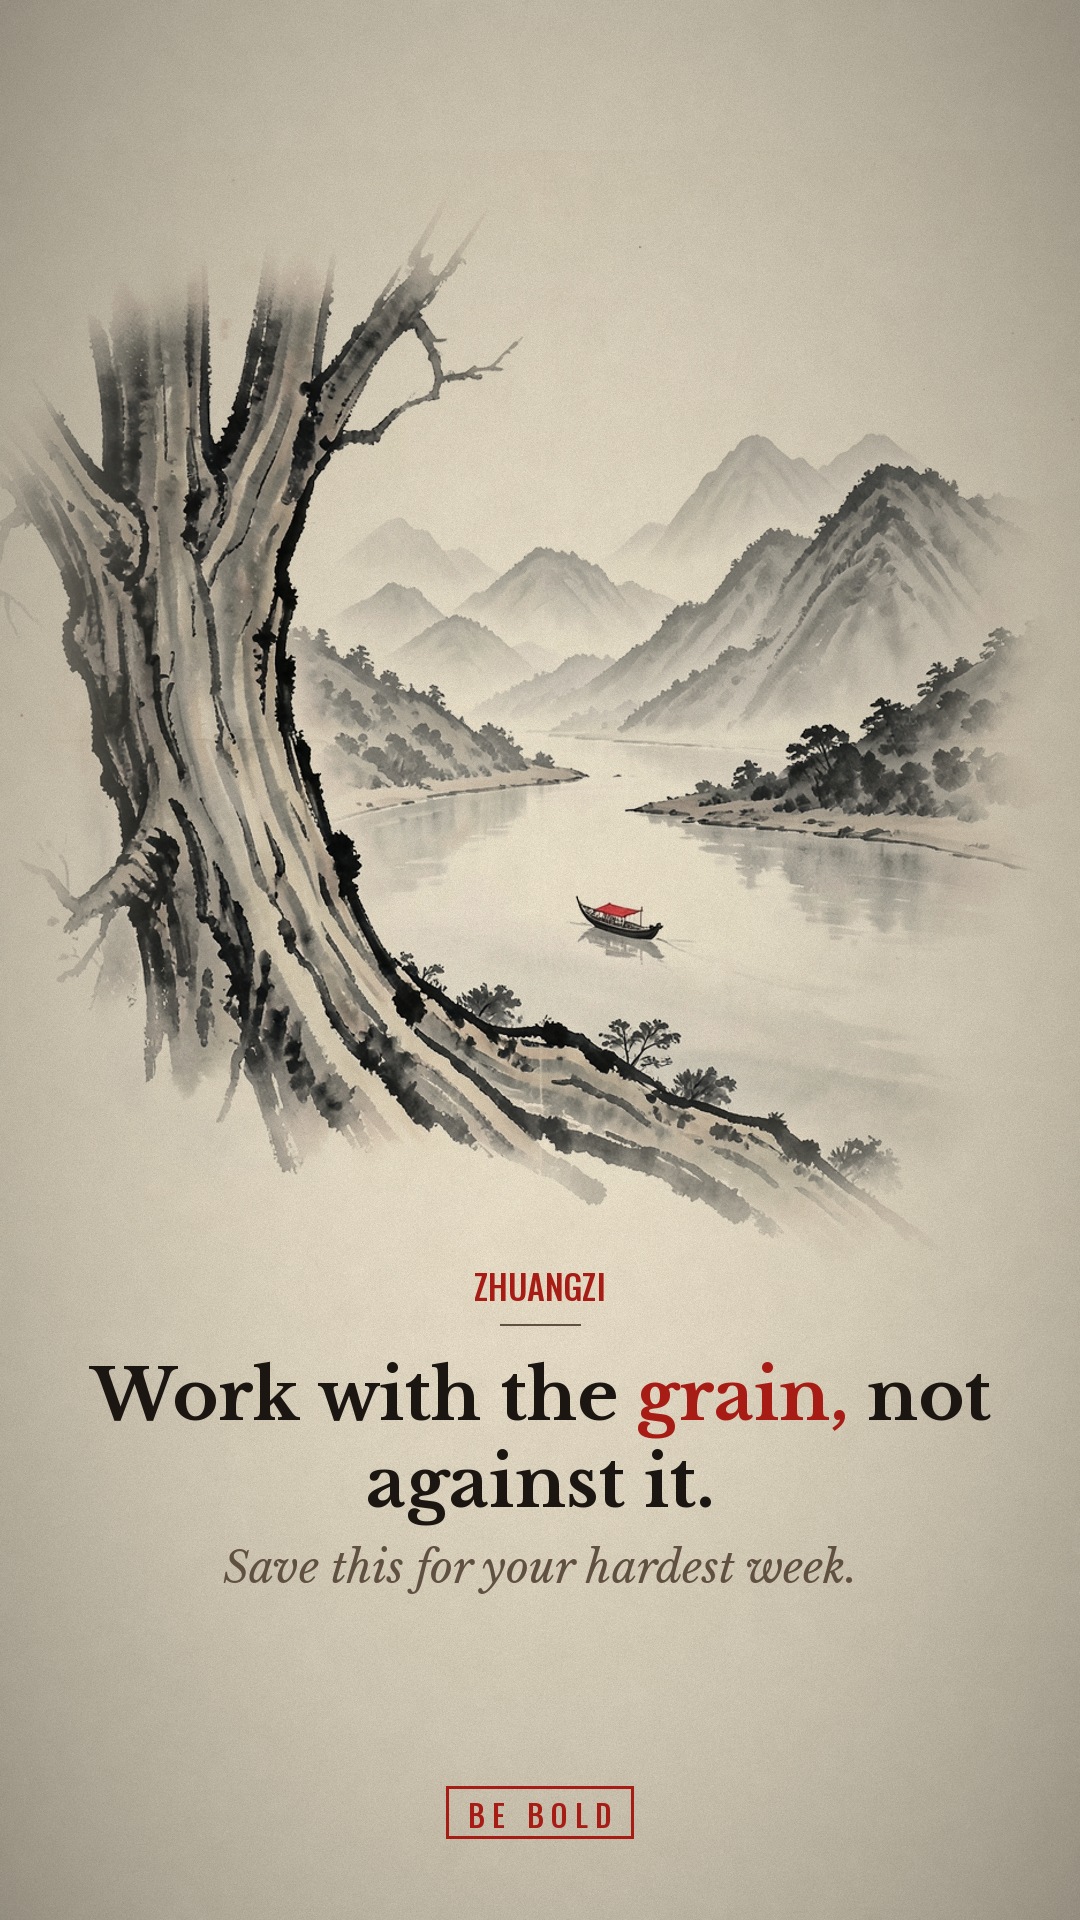 ZHUANGZI
Work with the grain, not
against it.
Save this for your hardest week.
BE BOLD